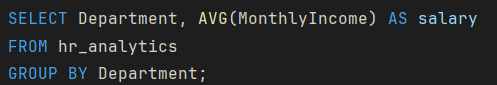 SELECT Department, AVG(MonthlyIncome) AS salary
FROM hr_analytics
GROUP BY Department;